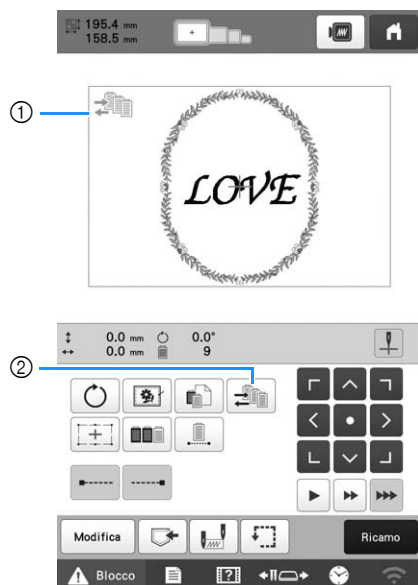 195.4 mm
158.5 mm
①
LOVE
0.0 mm 0.0°
0.0 mm 9
②
Modifica
Ricamo
Blocco